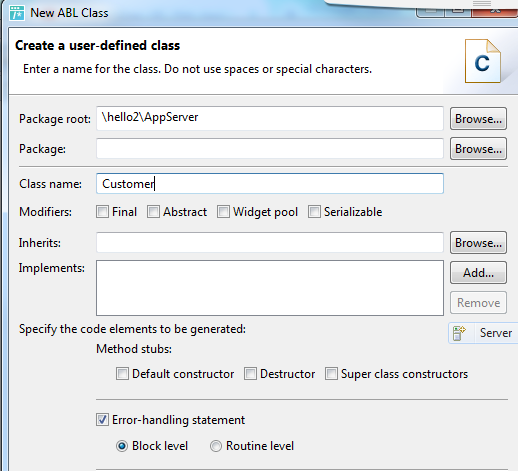 New ABL Class
Create a user-defined class
Enter a name for the class. Do not use spaces or special characters.
C
Package root: \hello2\AppServer Browse...
Package: Browse...
Class name: Customer
Modifiers: Final Abstract Widget pool Serializable
Inherits: Browse...
Implements: Add...
Remove
Specify the code elements to be generated: Server
Method stubs:
Default constructor Destructor Super class constructors
Error-handling statement
Block level Routine level